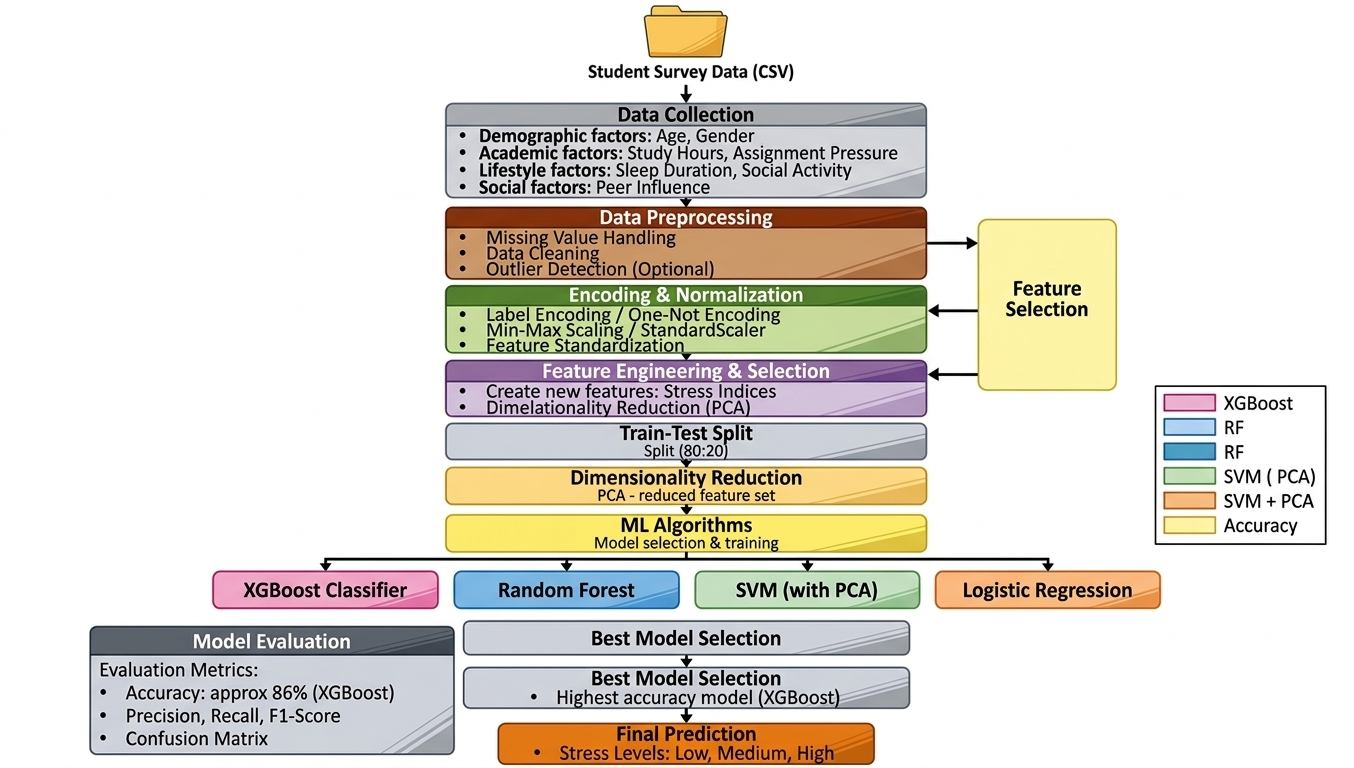 Student Survey Data (CSV)
Data Collection
• Demographic factors: Age, Gender
• Academic factors: Study Hours, Assignment Pressure
• Lifestyle factors: Sleep Duration, Social Activity
• Social factors: Peer Influence
Data Preprocessing
• Missing Value Handling
• Data Cleaning
• Outlier Detection (Optional)
Feature
Selection
Encoding & Normalization
• Label Encoding / One-Not Encoding
• Min-Max Scaling / StandardScaler
• Feature Standardization
Feature Engineering & Selection
• Create new features: Stress Indices
• Dimelationality Reduction (PCA)
Train-Test Split
Split (80:20)
Dimensionality Reduction
PCA - reduced feature set
ML Algorithms
Model selection & training
XGBoost
RF
RF
SVM ( PCA)
SVM + PCA
Accuracy
XGBoost Classifier
Random Forest
SVM (with PCA)
Logistic Regression
Model Evaluation
Evaluation Metrics:
• Accuracy: approx 86% (XGBoost)
• Precision, Recall, F1-Score
• Confusion Matrix
Best Model Selection
Best Model Selection
• Highest accuracy model (XGBoost)
Final Prediction
• Stress Levels: Low, Medium, High